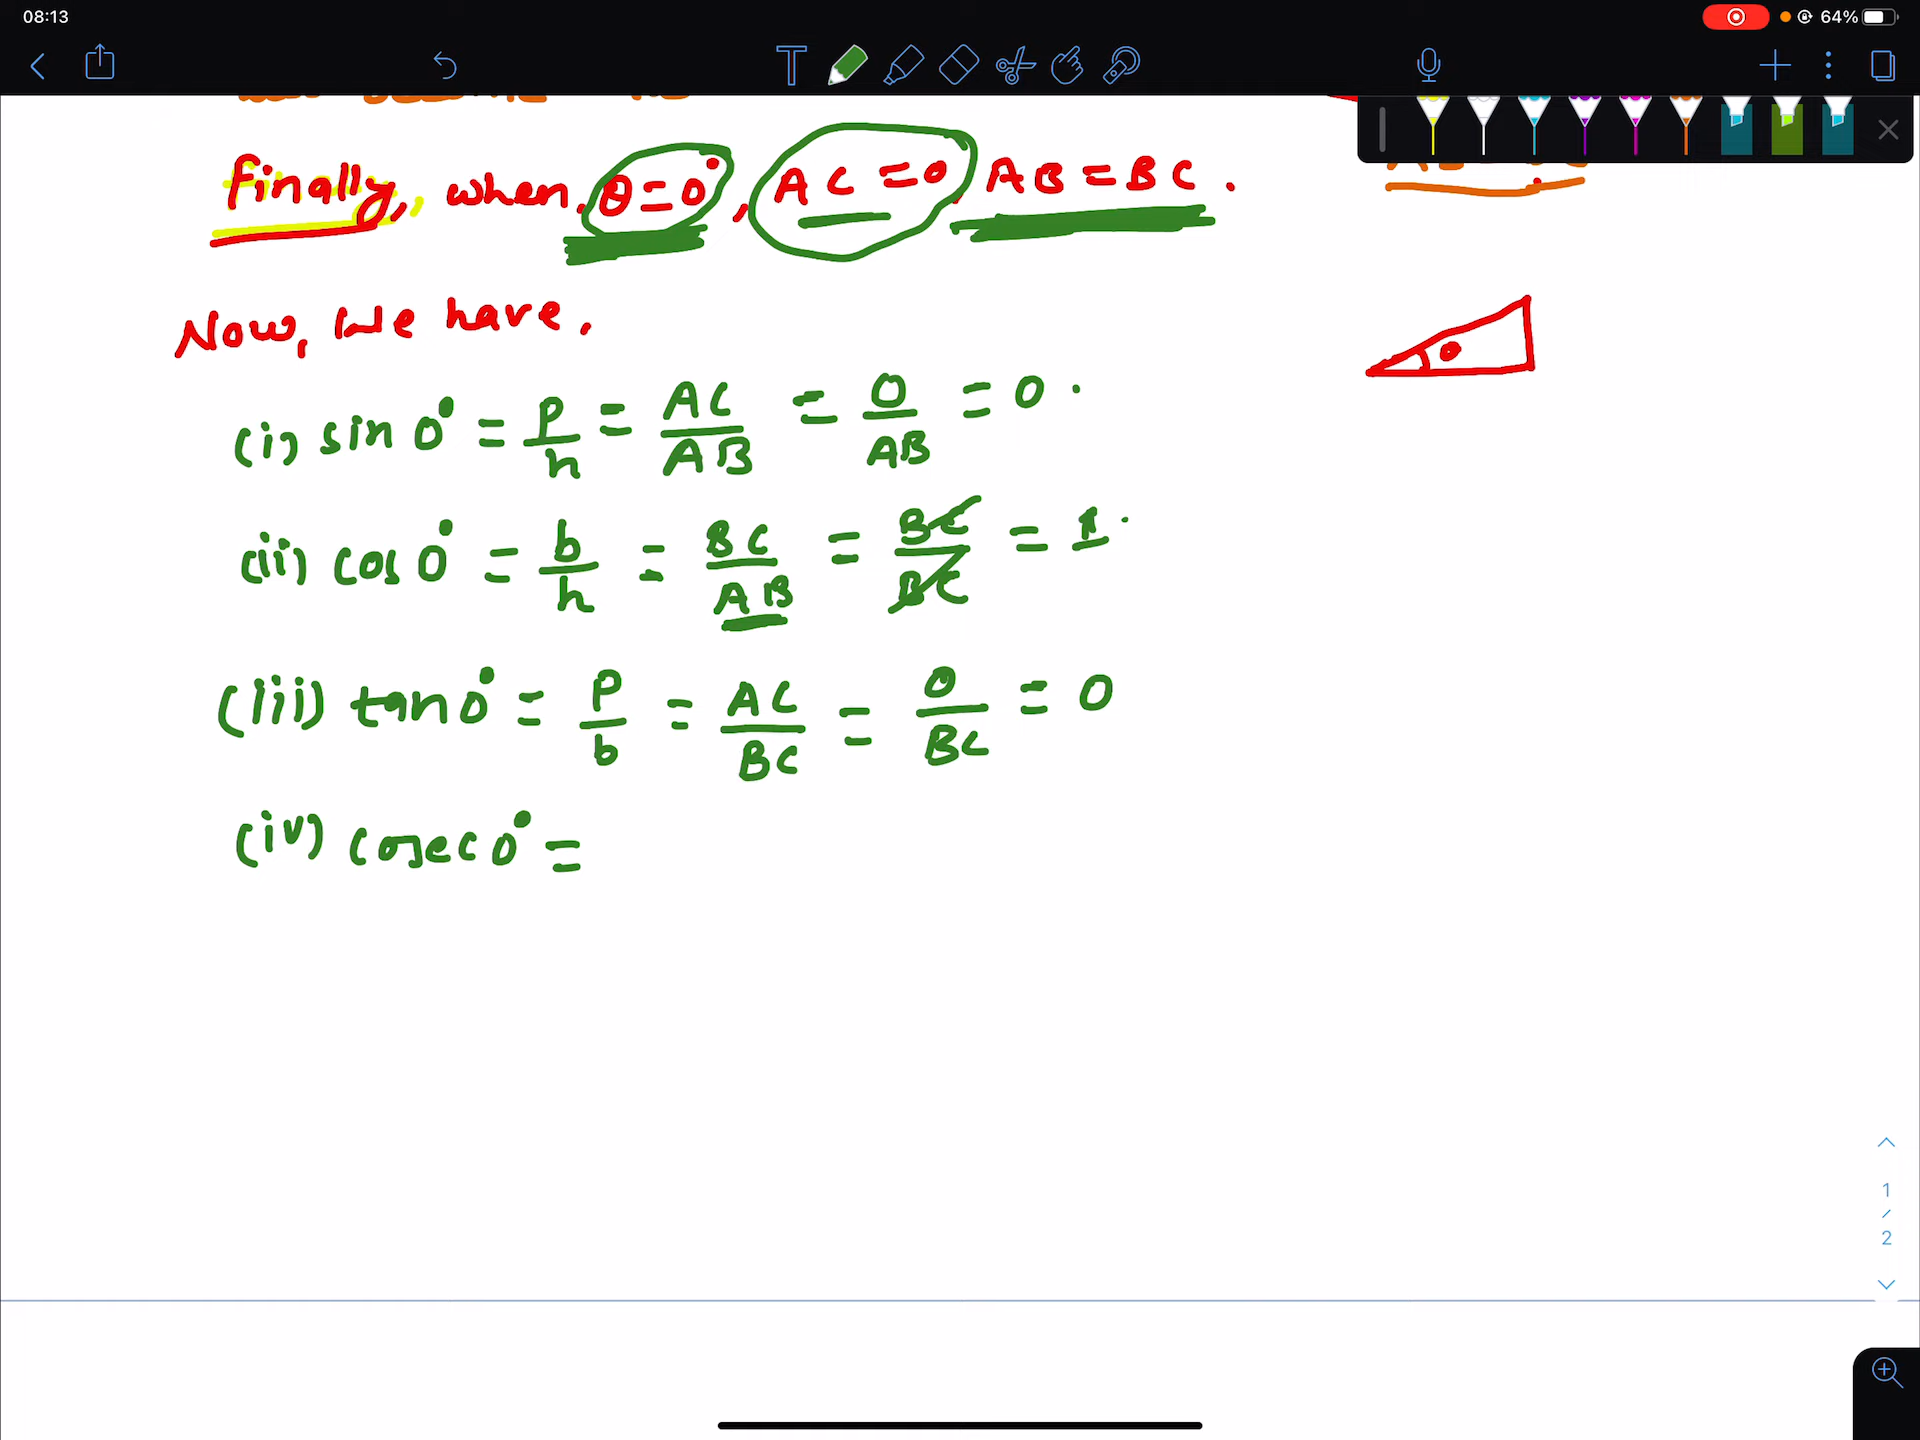 08:13
64%
Finally, when, θ=0°, AC=0, AB=BC.
Now, We have,
(i) sin 0° = P/h = AC/AB = 0/AB = 0.
(ii) cos 0° = b/h = BC/AB = BC/BC = 1.
(iii) tan 0° = P/b = AC/BC = 0/BC = 0
(iv) cosec 0° =
θ
1
/
2